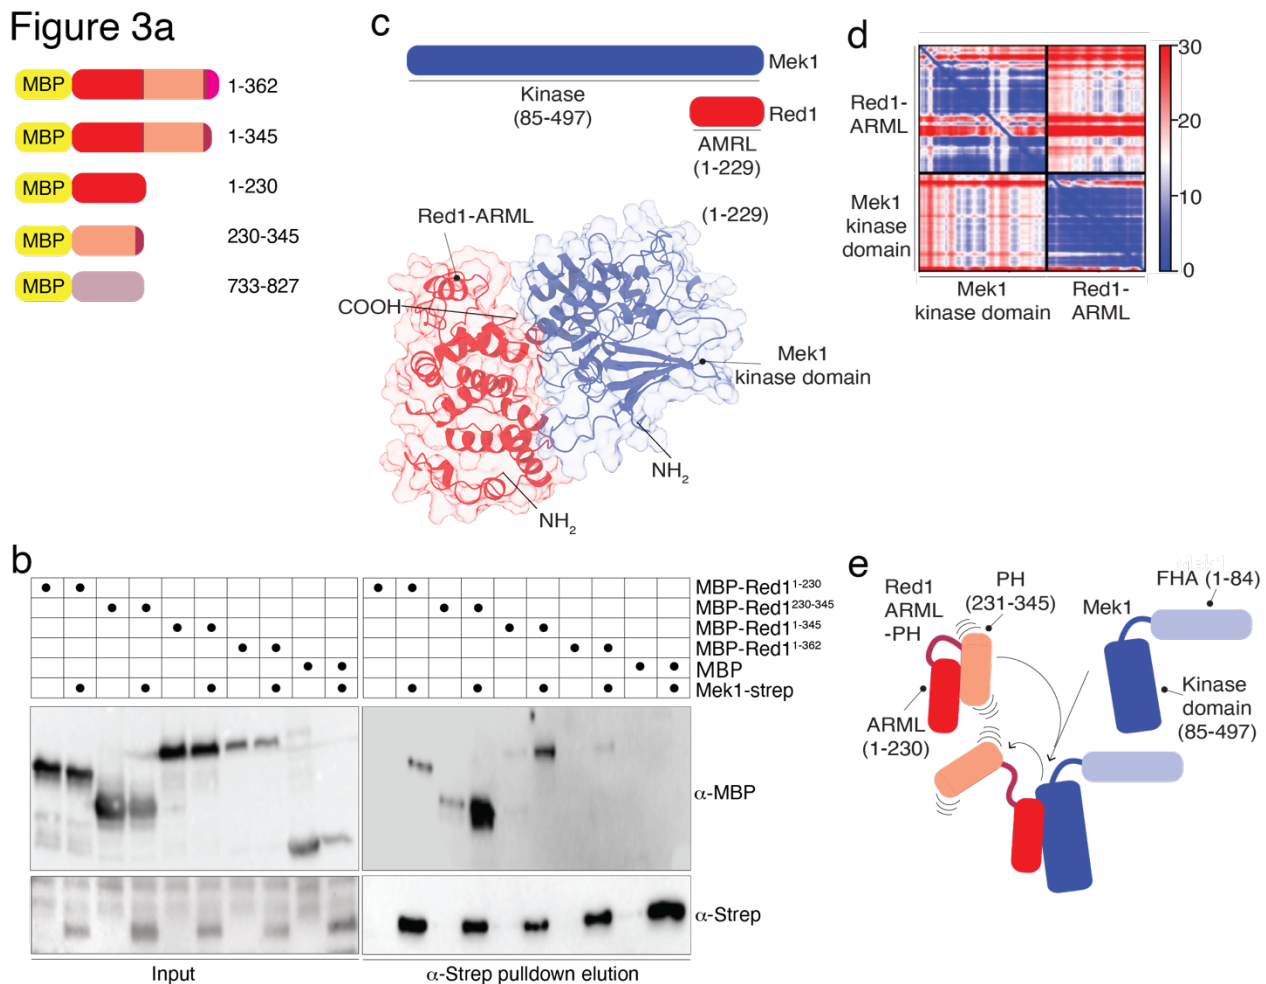 Figure 3a
MBP
1-362
MBP
1-345
MBP
1-230
MBP
230-345
MBP
733-827
c
Mek1
Kinase
(85-497)
Red1
AMRL
(1-229)
(1-229)
Red1-ARML
COOH
Mek1
kinase domain
NH2
NH2
d
Red1-
ARML
Mek1
kinase
domain
Mek1
kinase domain
Red1-
ARML
30
20
10
0
b
MBP-Red1 1-230
MBP-Red1 230-345
MBP-Red1 1-345
MBP-Red1 1-362
MBP
Mek1-strep
α-MBP
α-Strep
Input
α-Strep pulldown elution
e
Red1
ARML
-PH
PH
(231-345)
Mek1
FHA (1-84)
ARML
(1-230)
Kinase
domain
(85-497)